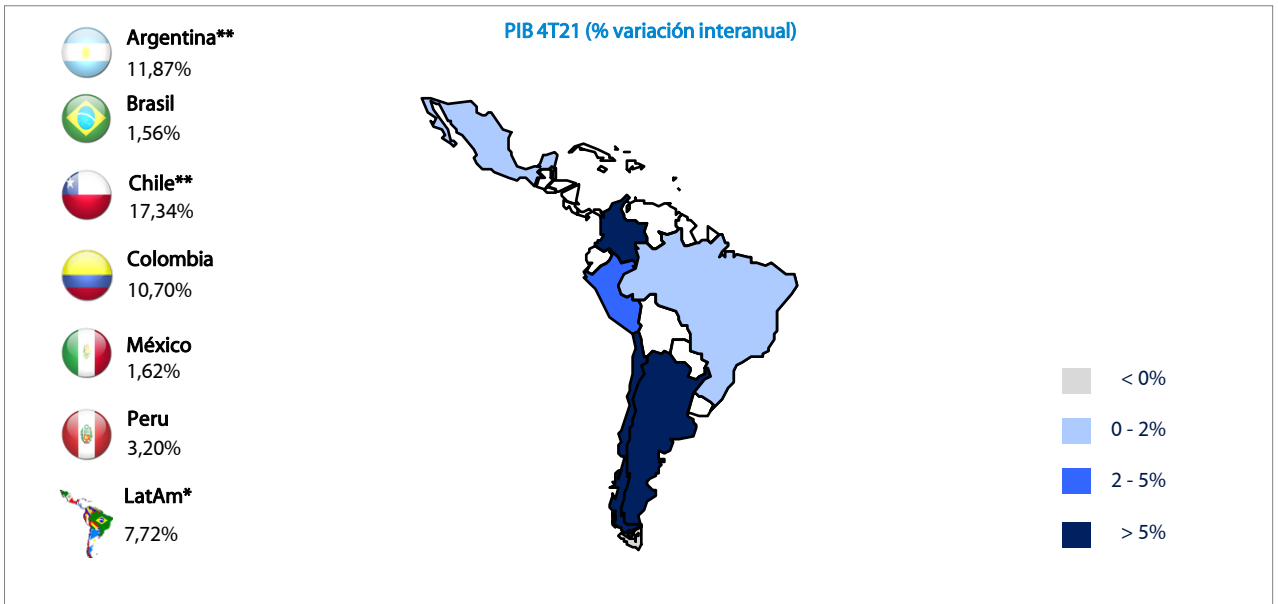 PIB 4T21 (% variación interanual)
Argentina**
11,87%
Brasil
1,56%
Chile**
17,34%
Colombia
10,70%
México
1,62%
Peru
3,20%
LatAm*
7,72%
< 0%
0 - 2%
2 - 5%
> 5%